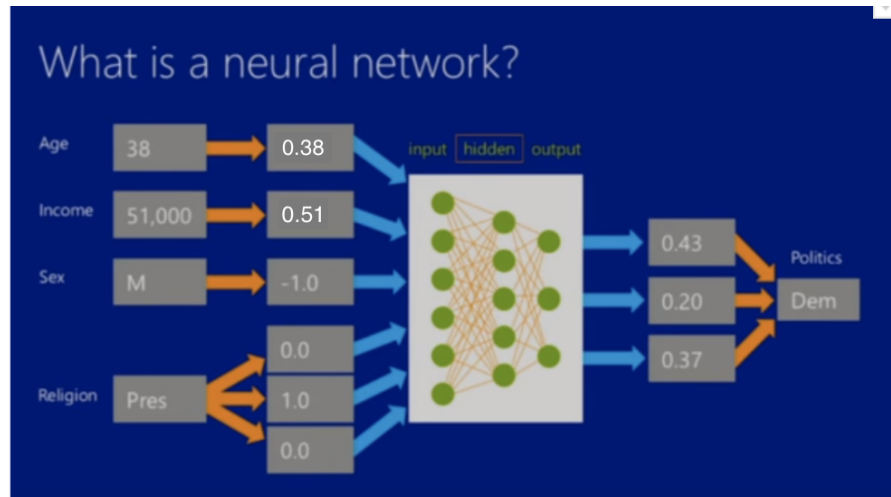 What is a neural network?
Age 38 0.38
input hidden output
Income 51,000 0.51
0.43
Politics
Sex M -1.0
0.20 Dem
0.0
0.37
Religion Pres 1.0
0.0